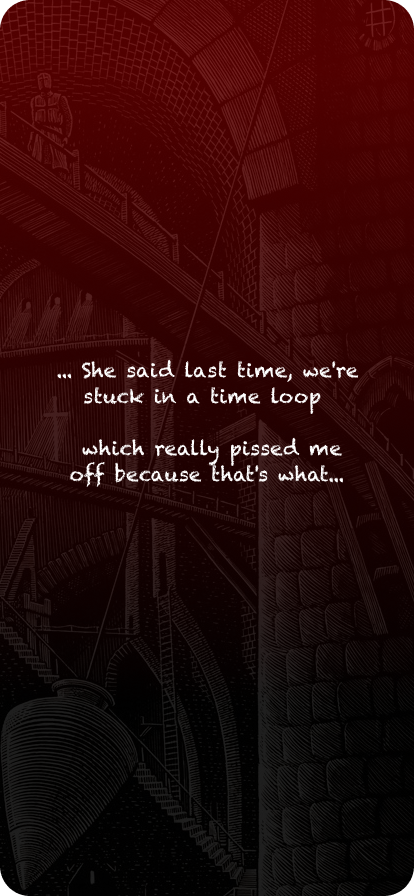 ... She said last time, we're
stuck in a time loop
which really pissed me
off because that's what...